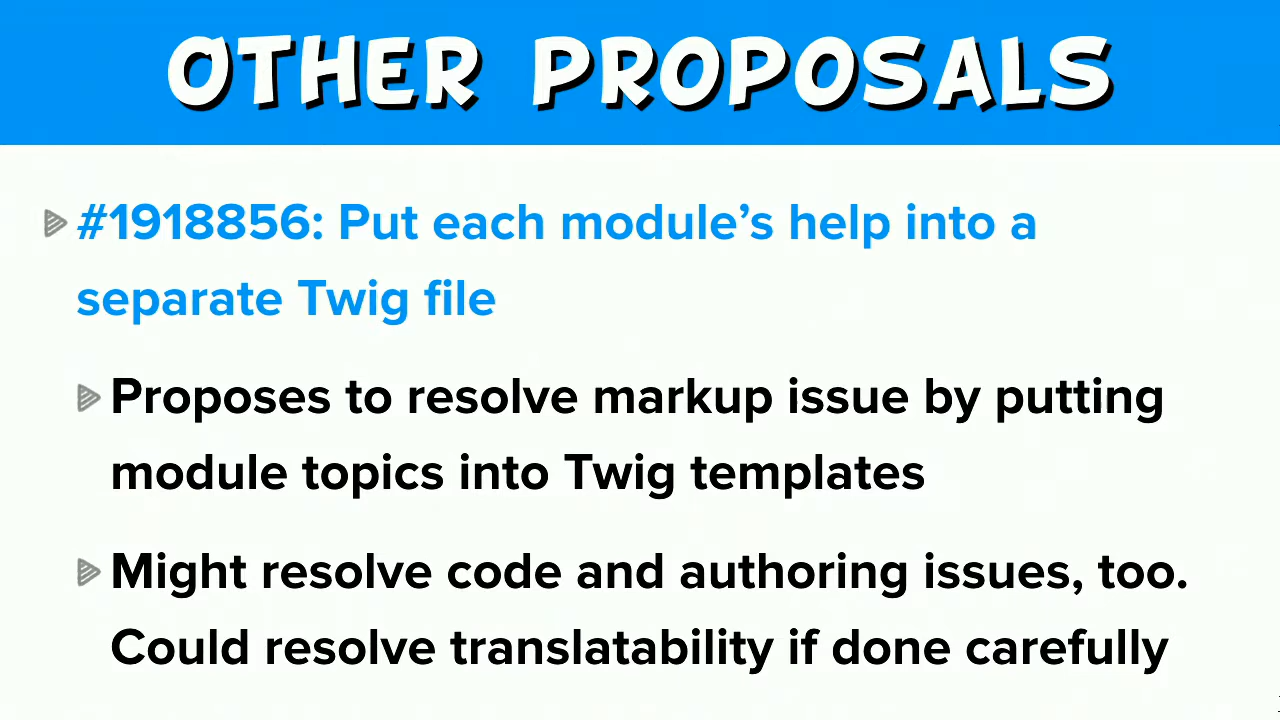 OTHER PROPOSALS
#1918856: Put each module’s help into a
separate Twig file
Proposes to resolve markup issue by putting
module topics into Twig templates
Might resolve code and authoring issues, too.
Could resolve translatability if done carefully